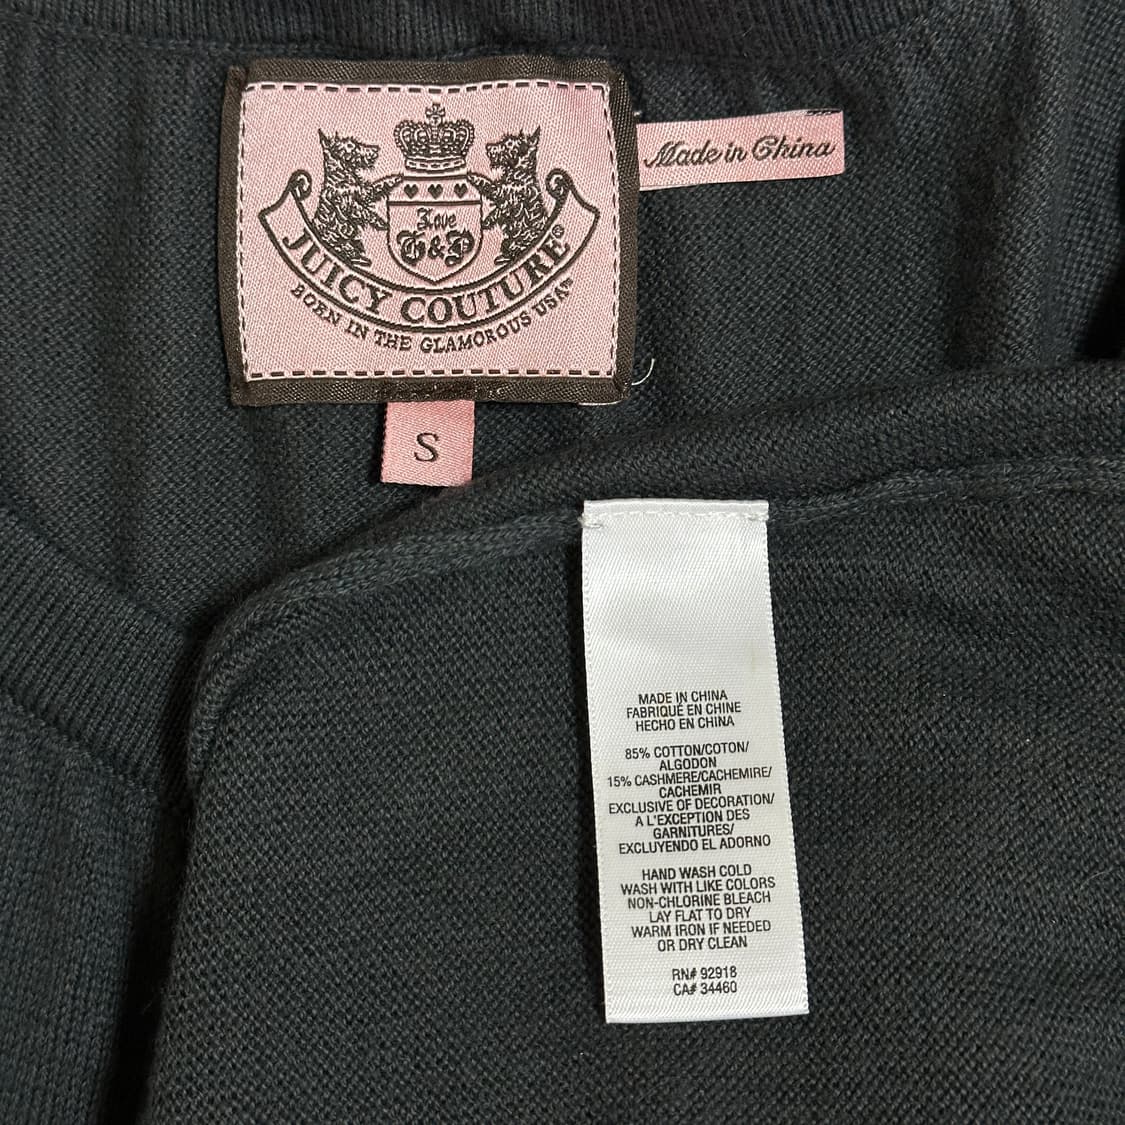 Love
G&P
JUICY COUTURE®
BORN IN THE GLAMOROUS USA™
Made in China
S
MADE IN CHINA
FABRIQUÉ EN CHINE
HECHO EN CHINA
85% COTTON/COTON/
ALGODON
15% CASHMERE/CACHEMIRE/
CACHEMIR
EXCLUSIVE OF DECORATION/
A L'EXCEPTION DES
GARNITURES/
EXCLUYENDO EL ADORNO
HAND WASH COLD
WASH WITH LIKE COLORS
NON-CHLORINE BLEACH
LAY FLAT TO DRY
WARM IRON IF NEEDED
OR DRY CLEAN
RN# 92918
CA# 34460